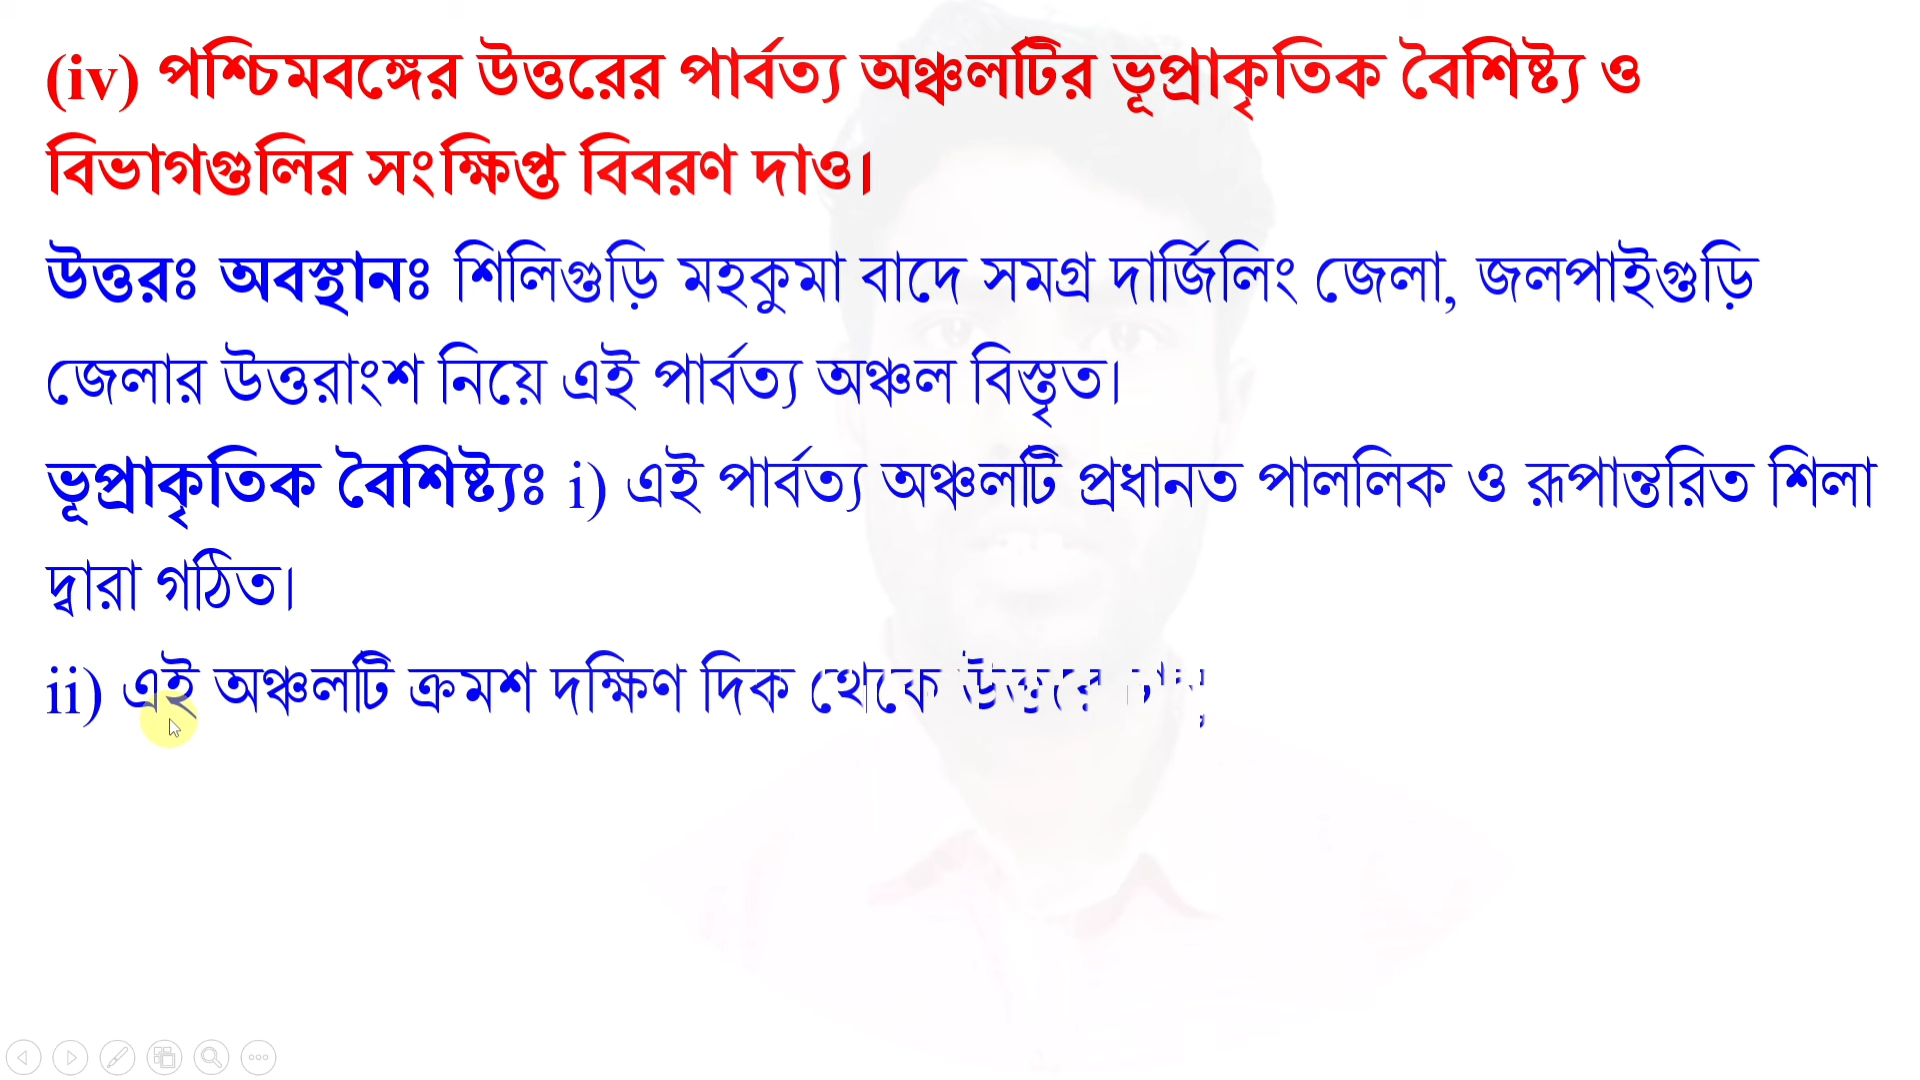 (iv) পশ্চিমবঙ্গের উত্তরের পার্বত্য অঞ্চলটির ভূপ্রাকৃতিক বৈশিষ্ট্য ও
বিভাগগুলির সংক্ষিপ্ত বিবরণ দাও।
উত্তরঃ অবস্থানঃ শিলিগুড়ি মহকুমা বাদে সমগ্র দার্জিলিং জেলা, জলপাইগুড়ি
জেলার উত্তরাংশ নিয়ে এই পার্বত্য অঞ্চল বিস্তৃত।
ভূপ্রাকৃতিক বৈশিষ্ট্যঃ i) এই পার্বত্য অঞ্চলটি প্রধানত পাললিক ও রূপান্তরিত শিলা
দ্বারা গঠিত।
ii) এই অঞ্চলটি ক্রমশ দক্ষিণ দিক থেকে উত্তরে